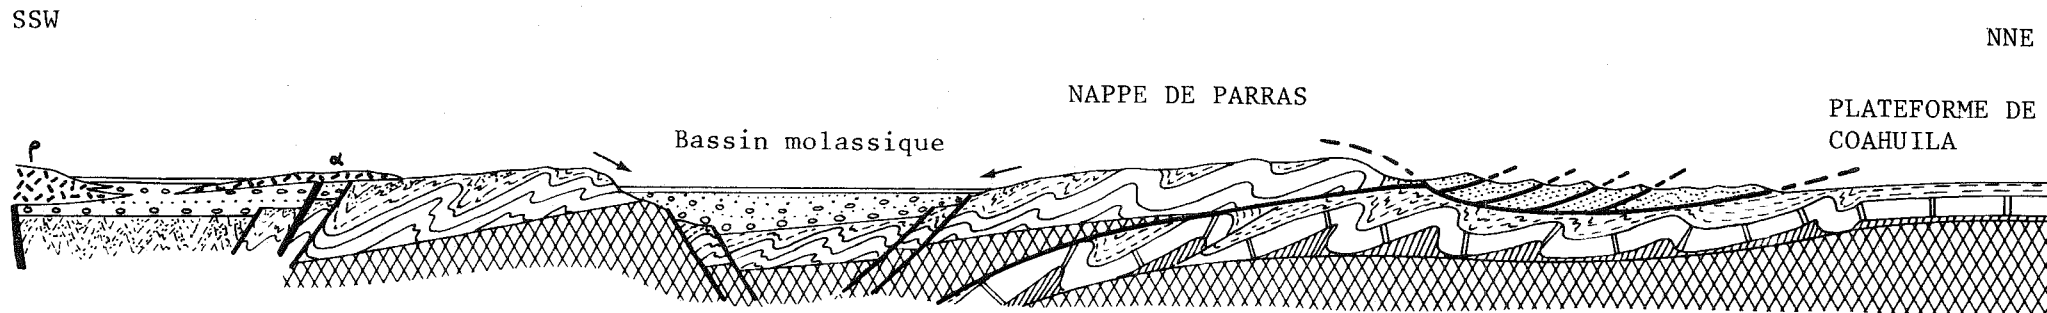 SSW
NNE
NAPPE DE PARRAS
PLATEFORME DE
COAHUILA
Bassin molassique
ρ
α